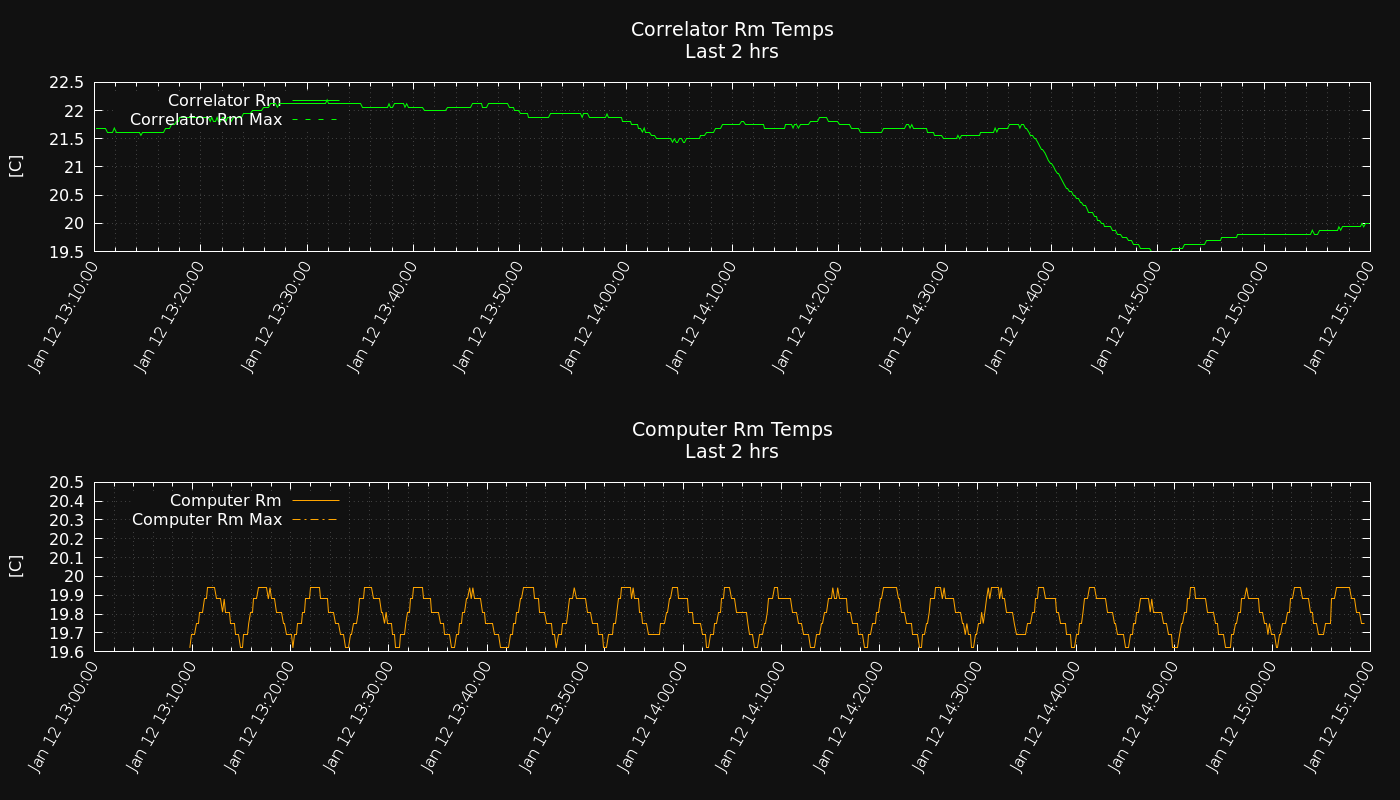 Correlator Rm Temps
Last 2 hrs
22.5
22
21.5
21
20.5
20
19.5
[C]
Correlator Rm
Correlator Rm Max
Jan 12 13:10:00
Jan 12 13:20:00
Jan 12 13:30:00
Jan 12 13:40:00
Jan 12 13:50:00
Jan 12 14:00:00
Jan 12 14:10:00
Jan 12 14:20:00
Jan 12 14:30:00
Jan 12 14:40:00
Jan 12 14:50:00
Jan 12 15:00:00
Jan 12 15:10:00
Computer Rm Temps
Last 2 hrs
20.5
20.4
20.3
20.2
20.1
20
19.9
19.8
19.7
19.6
[C]
Computer Rm
Computer Rm Max
Jan 12 13:00:00
Jan 12 13:10:00
Jan 12 13:20:00
Jan 12 13:30:00
Jan 12 13:40:00
Jan 12 13:50:00
Jan 12 14:00:00
Jan 12 14:10:00
Jan 12 14:20:00
Jan 12 14:30:00
Jan 12 14:40:00
Jan 12 14:50:00
Jan 12 15:00:00
Jan 12 15:10:00